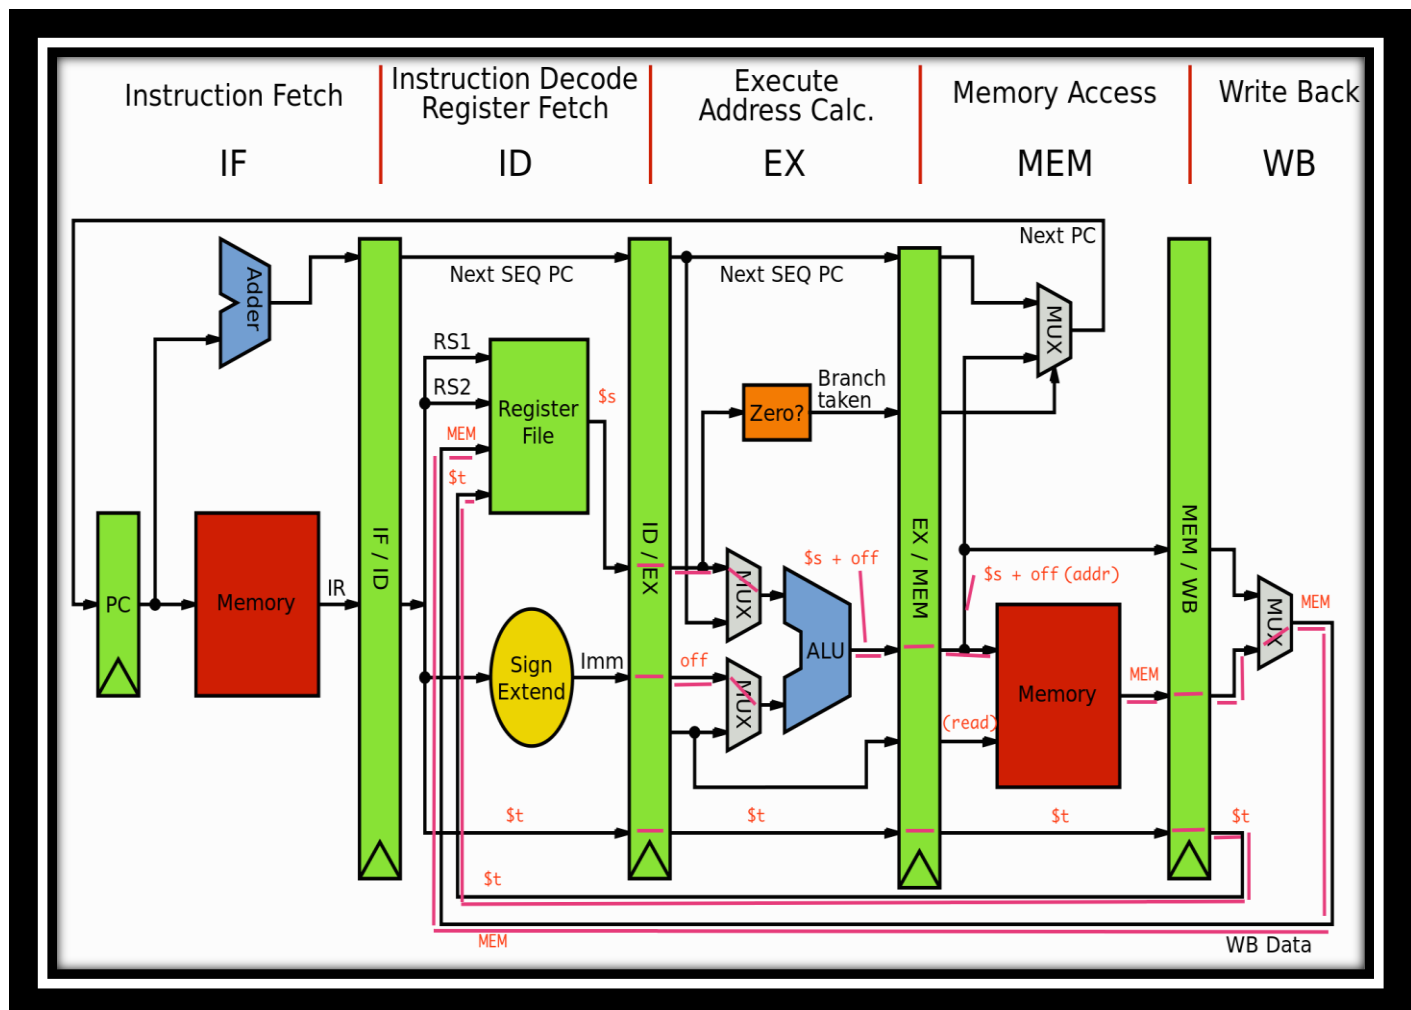 Instruction Fetch
Instruction Decode
Register Fetch
Execute
Address Calc.
Memory Access
Write Back
IF
ID
EX
MEM
WB
Next PC
Adder
Next SEQ PC
Next SEQ PC
MUX
RS1
RS2
MEM
$t
Register
File
$s
Zero?
Branch
taken
IF / ID
ID / EX
EX / MEM
MEM / WB
PC
Memory
IR
Sign
Extend
Imm
off
MUX
MUX
ALU
$s + off
$s + off (addr)
(read)
Memory
MEM
MUX
MEM
$t
$t
$t
$t
$t
MEM
WB Data